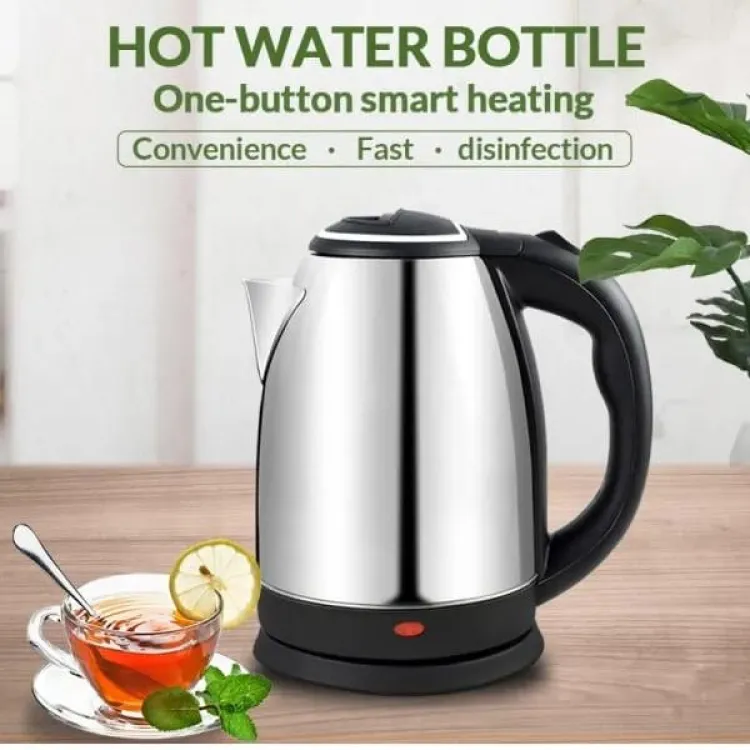 HOT WATER BOTTLE
One-button smart heating
Convenience · Fast · disinfection